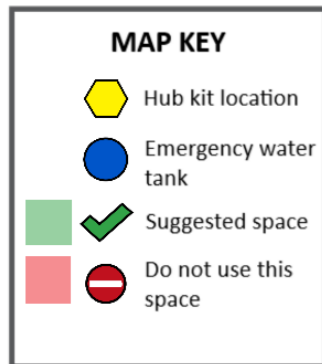 MAP KEY
Hub kit location
Emergency water
tank
Suggested space
Do not use this
space